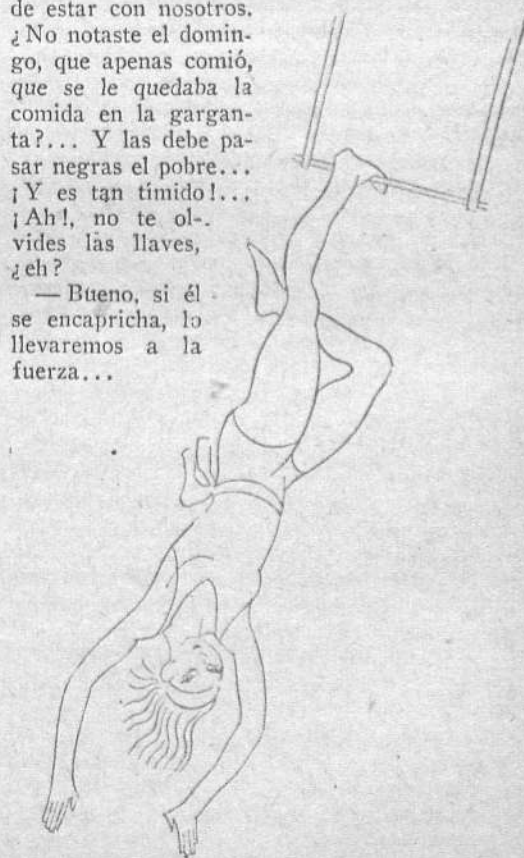 de estar con nosotros.
¿No notaste el domin-
go, que apenas comió,
que se le quedaba la
comida en la gargan-
ta?... Y las debe pa-
sar negras el pobre...
¡Y es tan tímido!...
¡Ah!, no te ol-.
vides las llaves,
¿eh?
— Bueno, si él
se encapricha, lo
llevaremos a la
fuerza...